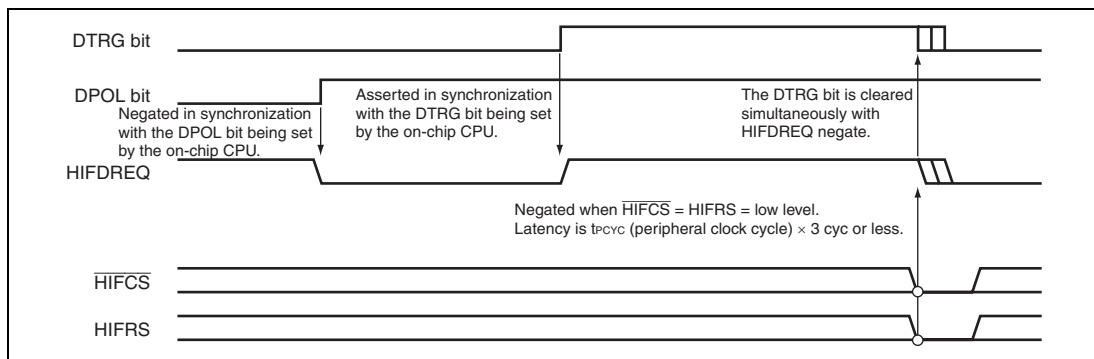 DTRG bit
DPOL bit
Negated in synchronization
with the DPOL bit being set
by the on-chip CPU.
Asserted in synchronization
with the DTRG bit being set
by the on-chip CPU.
The DTRG bit is cleared
simultaneously with
HIFDREQ negate.
HIFDREQ
Negated when HIFCS = HIFRS = low level.
Latency is tPCYC (peripheral clock cycle) × 3 cyc or less.
HIFCS
HIFRS